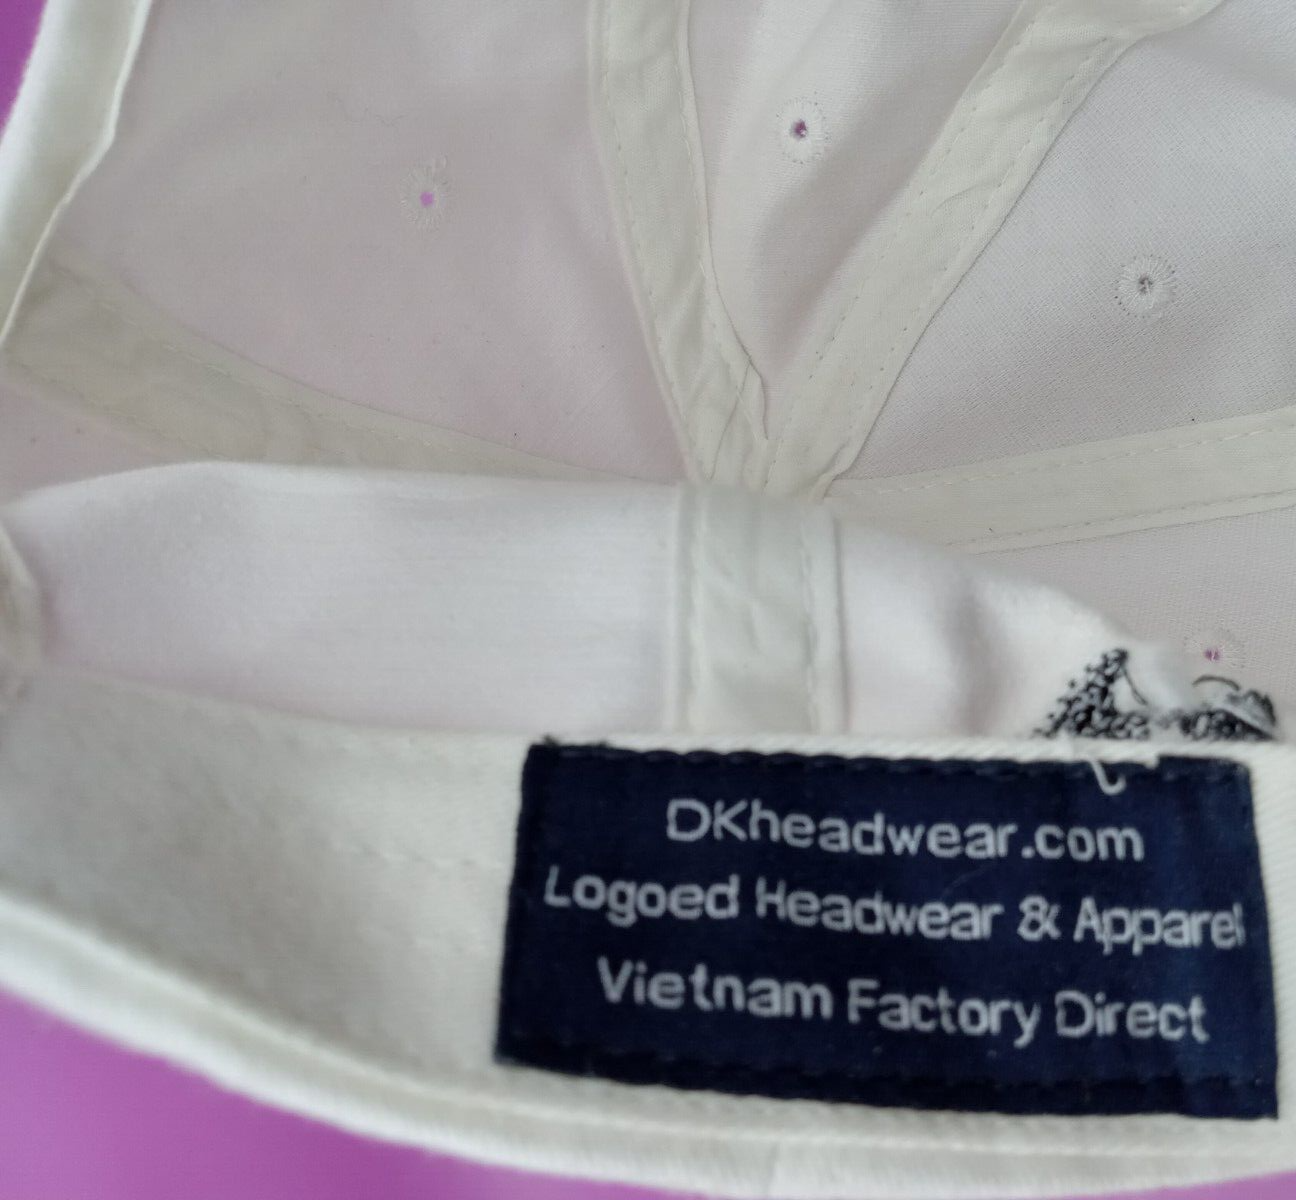 DKheadwear.com
Logoed Headwear & Apparel
Vietnam Factory Direct